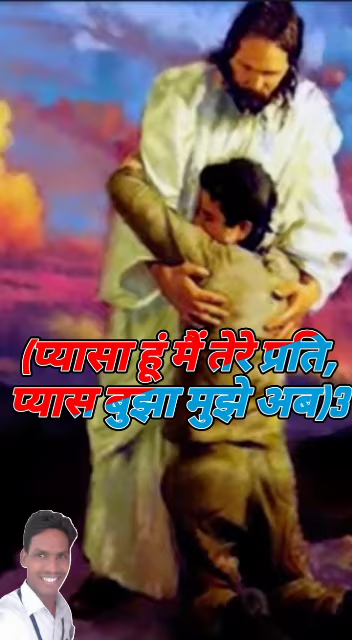 (प्यासा हूं मैं तेरे प्रति,
प्यास बुझा मुझे अब)3